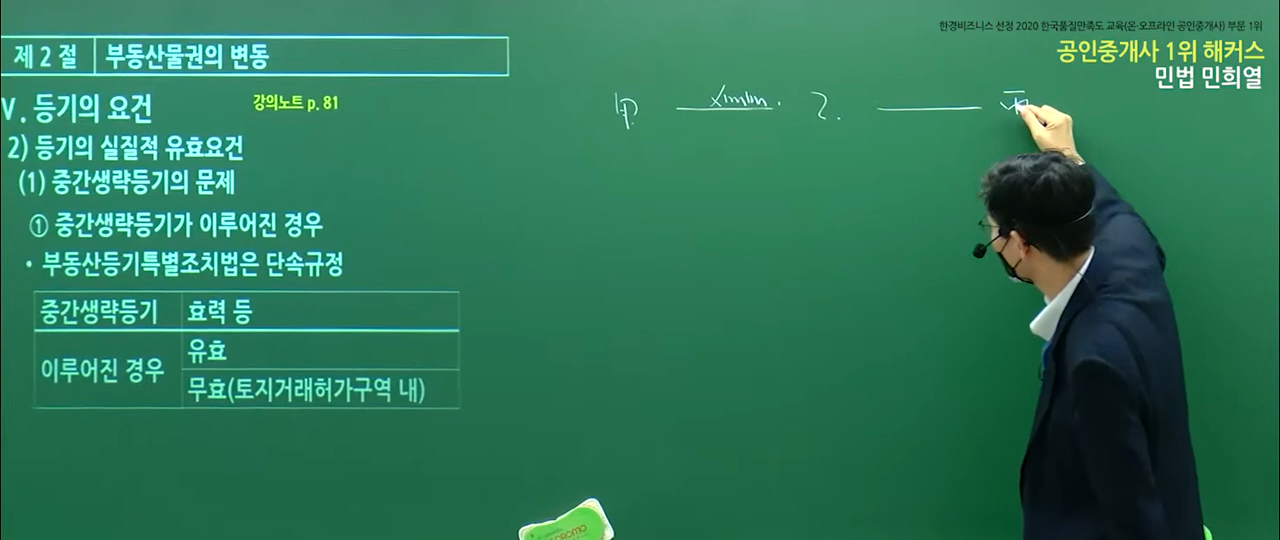 한경비즈니스 선정 2020 한국품질만족도 교육(온·오프라인 공인중개사) 부문 1위
공인중개사 1위 해커스
민법 민희열
제 2 절 부동산물권의 변동
V. 등기의 요건
강의노트 p. 81
2) 등기의 실질적 유효요건
(1) 중간생략등기의 문제
① 중간생략등기가 이루어진 경우
• 부동산등기특별조치법은 단속규정
중간생략등기 효력 등
이루어진 경우
유효
무효(토지거래허가구역 내)